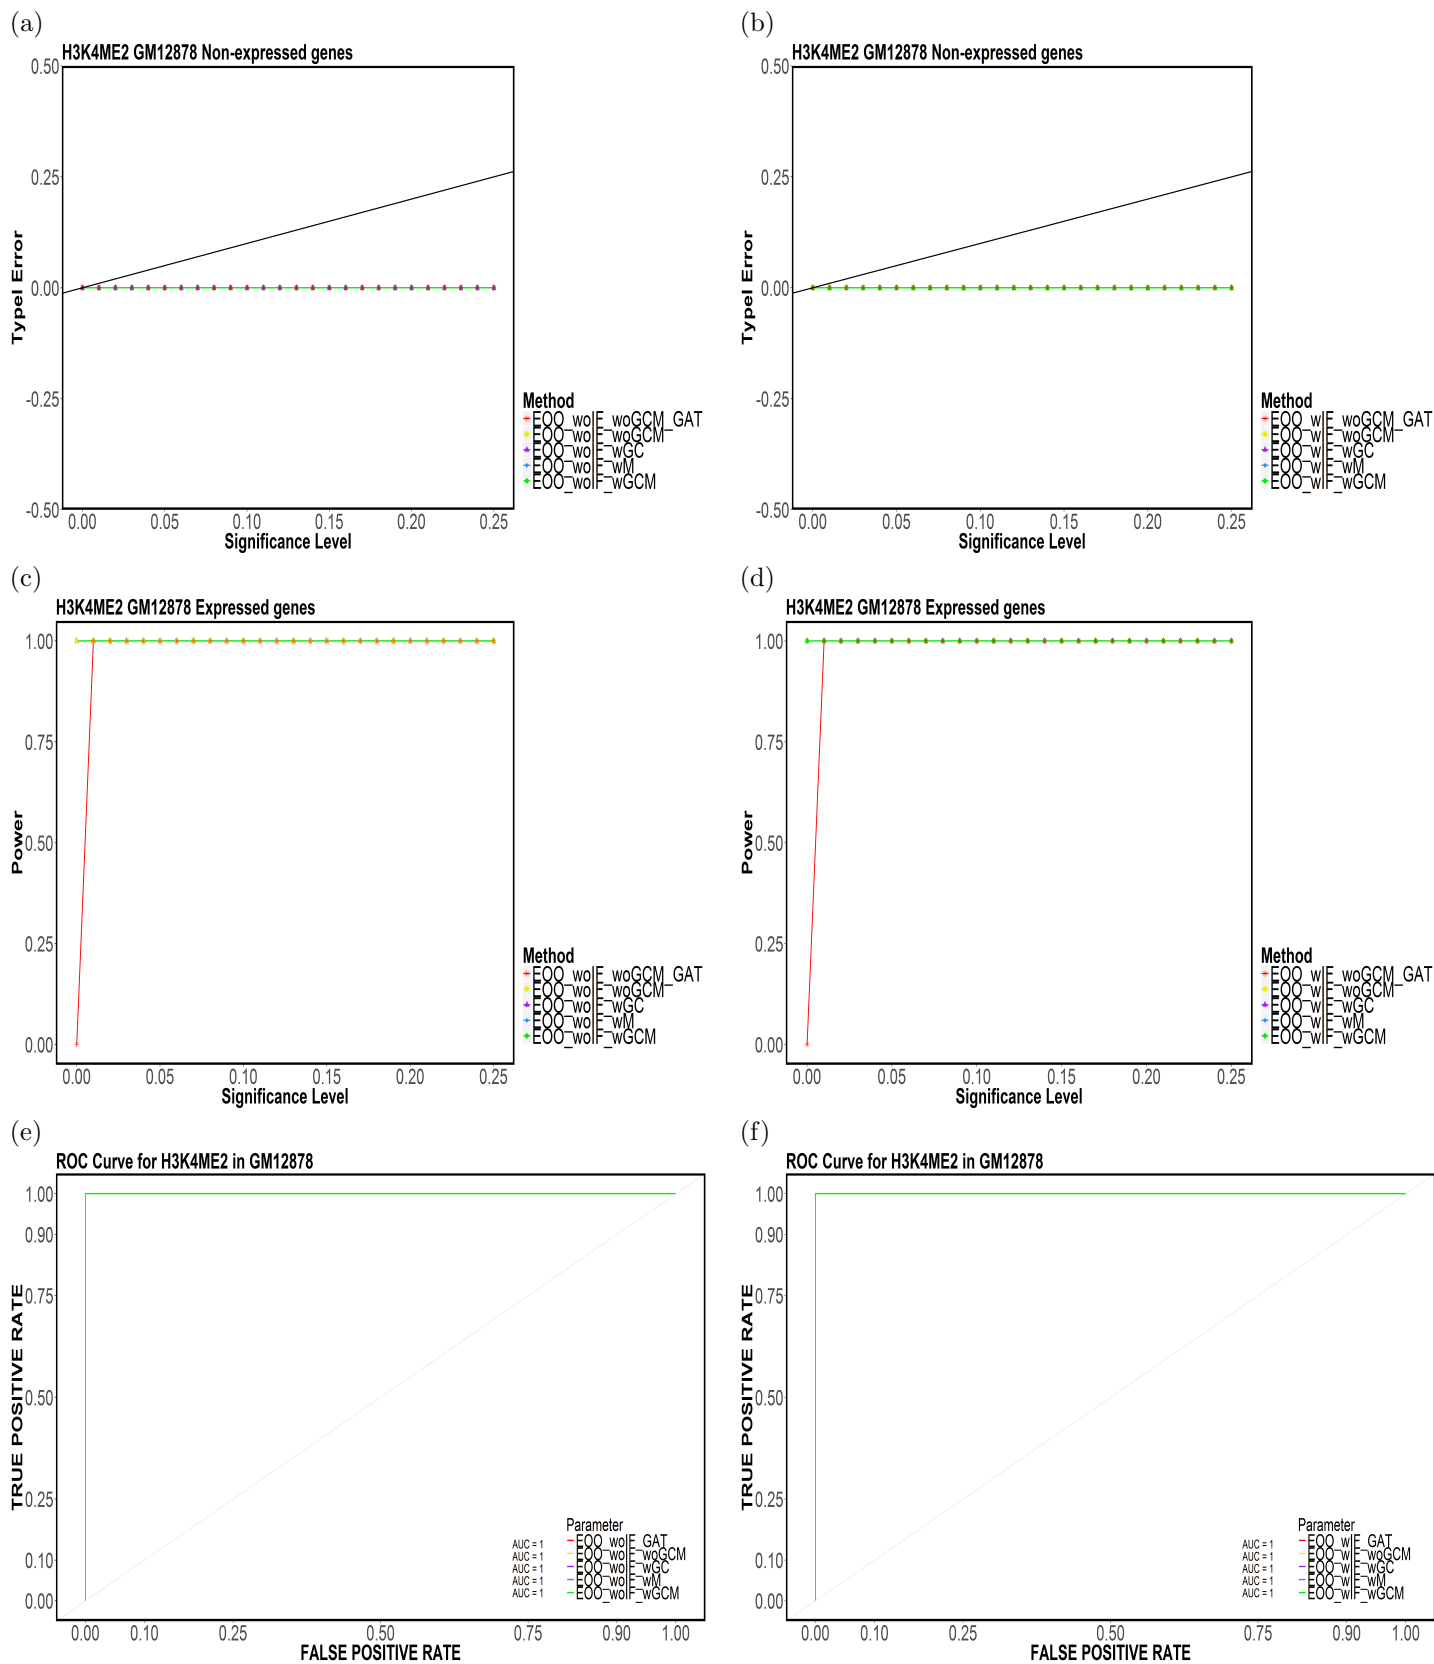 (a)
H3K4ME2 GM12878 Non-expressed genes
0.50
0.25
0.00
-0.25
-0.50
TypeI Error
0.00 0.05 0.10 0.15 0.20 0.25
Significance Level
Method
EOO_woIF_woGCM_GAT
EOO_woIF_woGCM
EOO_woIF_wGC
EOO_woIF_wM
EOO_woIF_wGCM
(b)
H3K4ME2 GM12878 Non-expressed genes
0.50
0.25
0.00
-0.25
-0.50
TypeI Error
0.00 0.05 0.10 0.15 0.20 0.25
Significance Level
Method
EOO_wIF_woGCM_GAT
EOO_wIF_woGCM
EOO_wIF_wGC
EOO_wIF_wM
EOO_wIF_wGCM
(c)
H3K4ME2 GM12878 Expressed genes
1.00
0.75
0.50
0.25
0.00
Power
0.00 0.05 0.10 0.15 0.20 0.25
Significance Level
Method
EOO_woIF_woGCM_GAT
EOO_woIF_woGCM
EOO_woIF_wGC
EOO_woIF_wM
EOO_woIF_wGCM
(d)
H3K4ME2 GM12878 Expressed genes
1.00
0.75
0.50
0.25
0.00
Power
0.00 0.05 0.10 0.15 0.20 0.25
Significance Level
Method
EOO_wIF_woGCM_GAT
EOO_wIF_woGCM
EOO_wIF_wGC
EOO_wIF_wM
EOO_wIF_wGCM
(e)
ROC Curve for H3K4ME2 in GM12878
1.00
0.90
0.75
0.50
0.25
0.10
0.00
TRUE POSITIVE RATE
0.00 0.10 0.25 0.50 0.75 0.90 1.00
FALSE POSITIVE RATE
Parameter
AUC = 1 EOO_woIF_GAT
AUC = 1 EOO_woIF_woGCM
AUC = 1 EOO_woIF_wGC
AUC = 1 EOO_woIF_wM
AUC = 1 EOO_woIF_wGCM
(f)
ROC Curve for H3K4ME2 in GM12878
1.00
0.90
0.75
0.50
0.25
0.10
0.00
TRUE POSITIVE RATE
0.00 0.10 0.25 0.50 0.75 0.90 1.00
FALSE POSITIVE RATE
Parameter
AUC = 1 EOO_wIF_GAT
AUC = 1 EOO_wIF_woGCM
AUC = 1 EOO_wIF_wGC
AUC = 1 EOO_wIF_wM
AUC = 1 EOO_wIF_wGCM